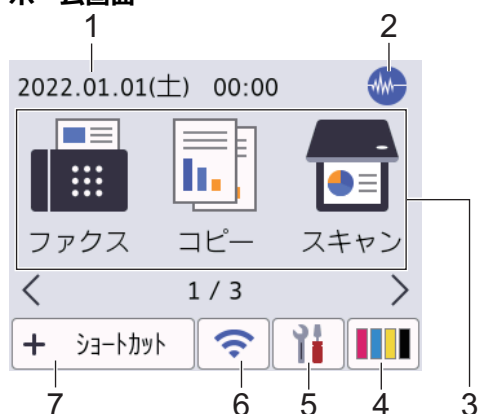 1 2
2022.01.01(土) 00:00
ファクス コピー スキャン
1 / 3
+ ショートカット
7 6 5 4 3